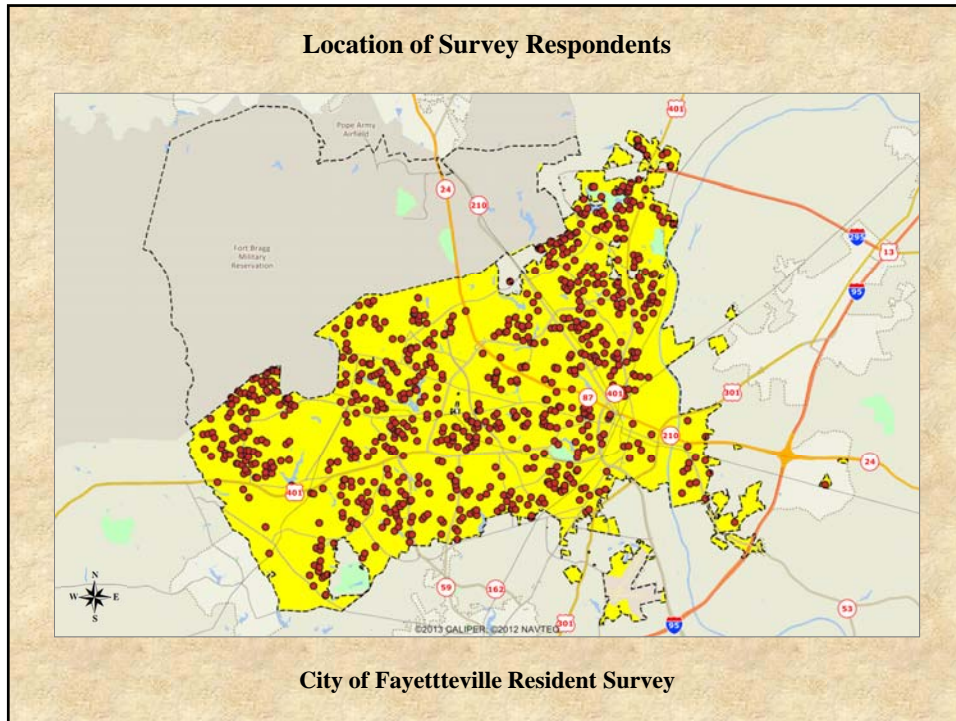 Location of Survey Respondents
401
Pope Army
Airfield
24
210
295
13
Fort Bragg
Military
Reservation
95
301
87
401
210
24
401
N
W E
S
59
162
53
301
95
©2013 CALIPER; ©2012 NAVTEQ
City of Fayettteville Resident Survey